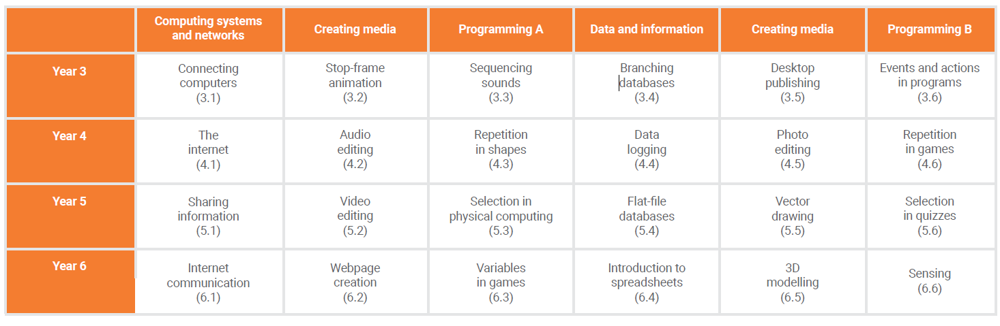 Computing systems
and networks
Creating media
Programming A
Data and information
Creating media
Programming B
Year 3
Connecting
computers
(3.1)
Stop-frame
animation
(3.2)
Sequencing
sounds
(3.3)
Branching
databases
(3.4)
Desktop
publishing
(3.5)
Events and actions
in programs
(3.6)
Year 4
The
internet
(4.1)
Audio
editing
(4.2)
Repetition
in shapes
(4.3)
Data
logging
(4.4)
Photo
editing
(4.5)
Repetition
in games
(4.6)
Year 5
Sharing
information
(5.1)
Video
editing
(5.2)
Selection in
physical computing
(5.3)
Flat-file
databases
(5.4)
Vector
drawing
(5.5)
Selection
in quizzes
(5.6)
Year 6
Internet
communication
(6.1)
Webpage
creation
(6.2)
Variables
in games
(6.3)
Introduction to
spreadsheets
(6.4)
3D
modelling
(6.5)
Sensing
(6.6)